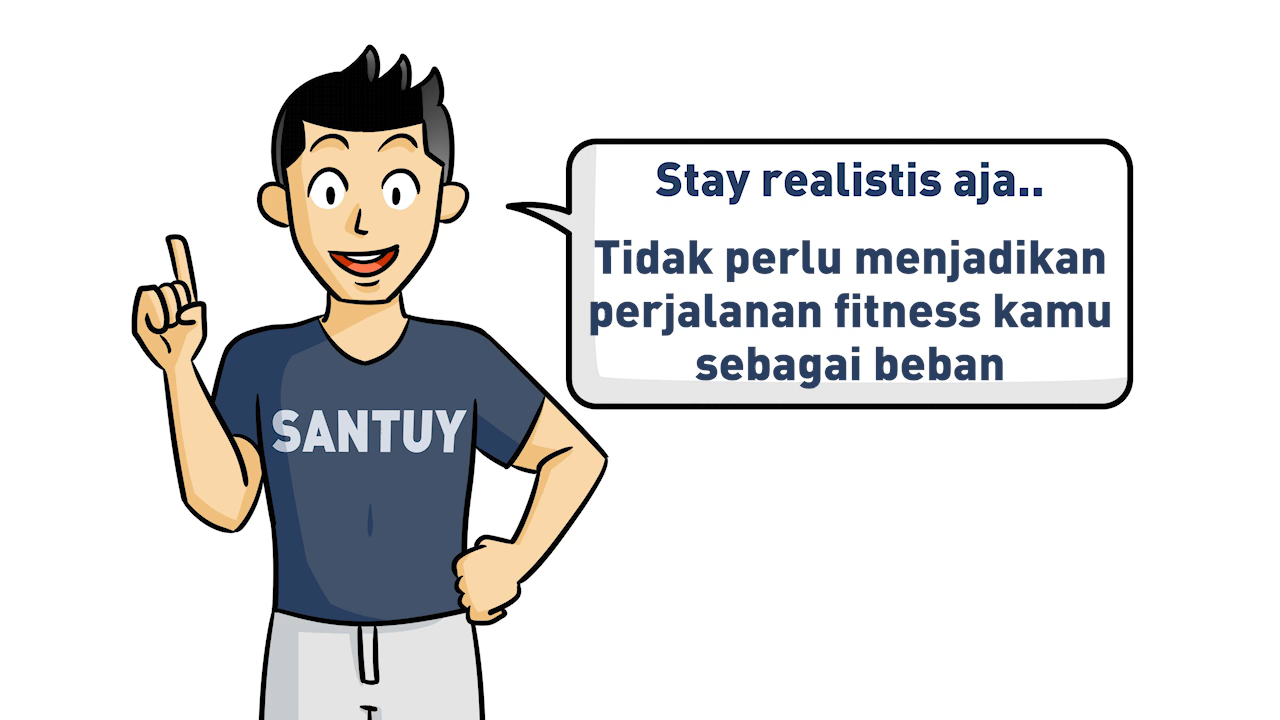 Stay realistis aja..
Tidak perlu menjadikan
perjalanan fitness kamu
sebagai beban
SANTUY